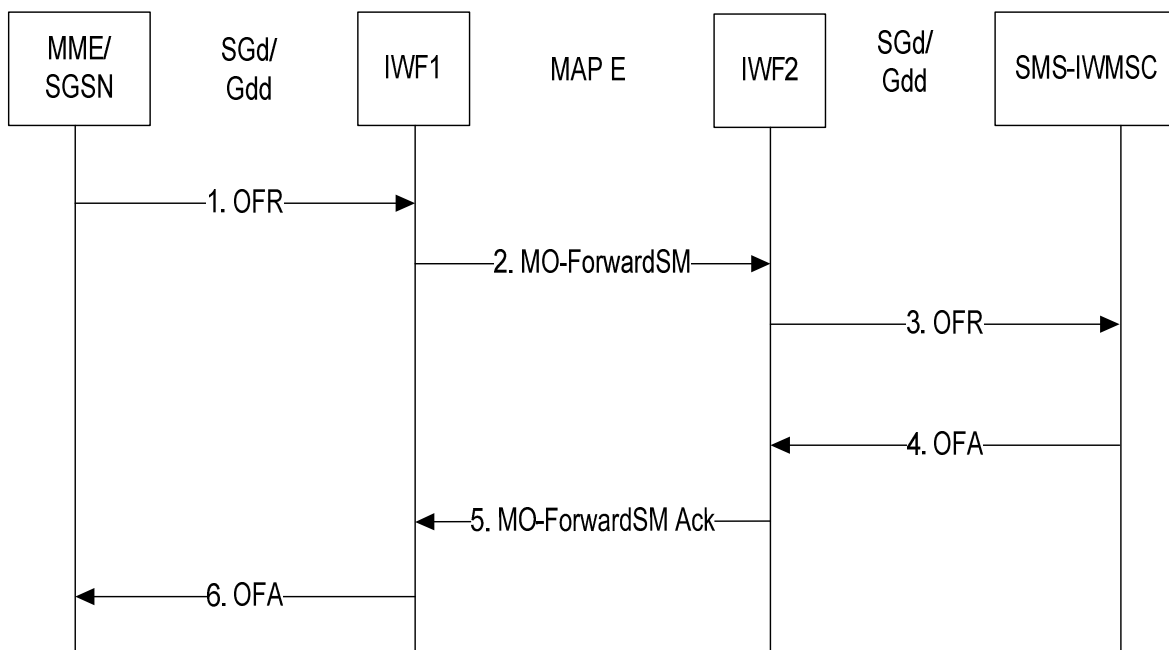 MME/
SGSN
SGd/
Gdd
IWF1
MAP E
IWF2
SGd/
Gdd
SMS-IWMSC
1. OFR
2. MO-ForwardSM
3. OFR
4. OFA
5. MO-ForwardSM Ack
6. OFA